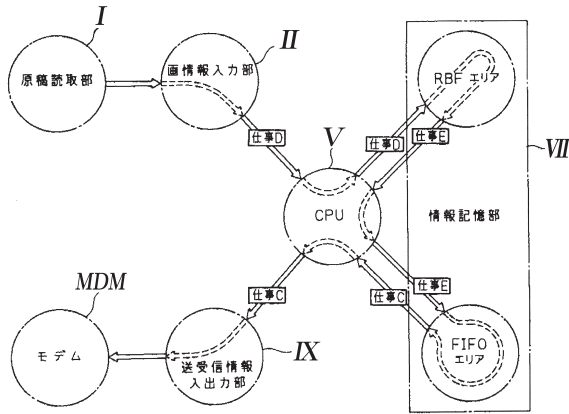 I
II
原稿読取部
画情報入力部
RBF エリア
仕事D
仕事D
仕事E
V
VII
CPU
情報記憶部
MDM
仕事C
仕事C
仕事E
IX
モデム
送受信情報
入出力部
FIFO
エリア